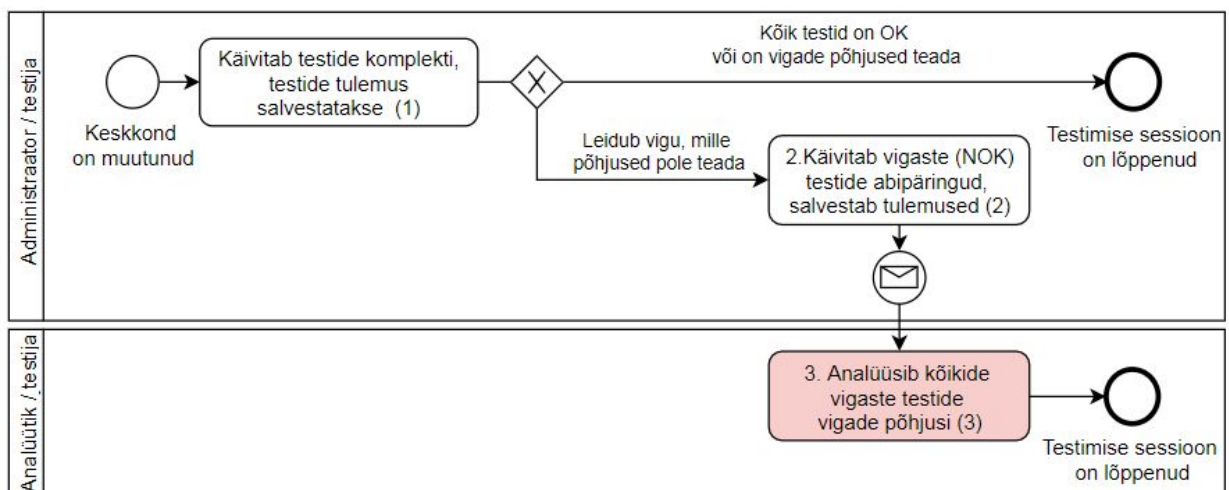 Administraator / testija
Keskkond
on muutunud
Käivitab testide komplekti,
testide tulemus
salvestatakse (1)
X
Kõik testid on OK
või on vigade põhjused teada
Testimise sessioon
on lõppenud
Leidub vigu, mille
põhjused pole teada
2.Käivitab vigaste (NOK)
testide abipäringud,
salvestab tulemused (2)
Analüütik / testija
3. Analüüsib kõikide
vigaste testide
vigade põhjusi (3)
Testimise sessioon
on lõppenud